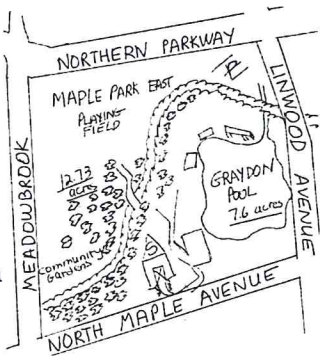 NORTHERN PARKWAY
MAPLE PARK EAST
PLAYING
FIELD
12.73
acres
COMMUNITY
GARDENS
GRAYDON
POOL
7.6 acres
MEADOWBROOK
LINWOOD AVENUE
NORTH MAPLE AVENUE